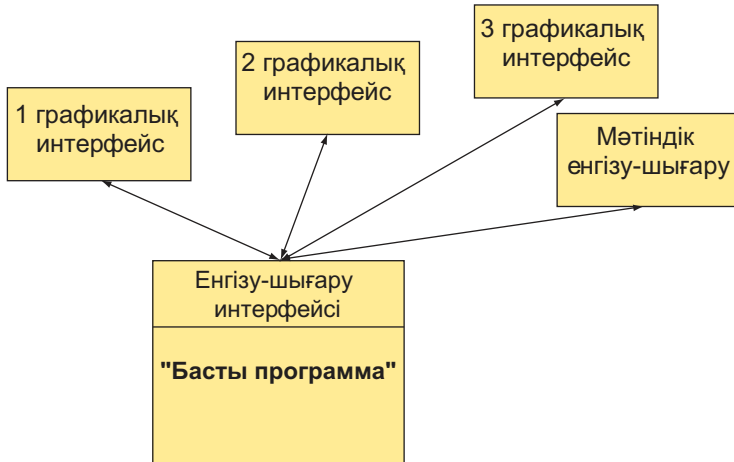 1 графикалық
интерфейс
2 графикалық
интерфейс
3 графикалық
интерфейс
Мәтіндік
енгізу-шығару
Енгізу-шығару
интерфейсі
"Басты программа"